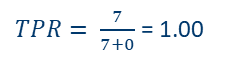 TPR = 7/7+0 = 1.00